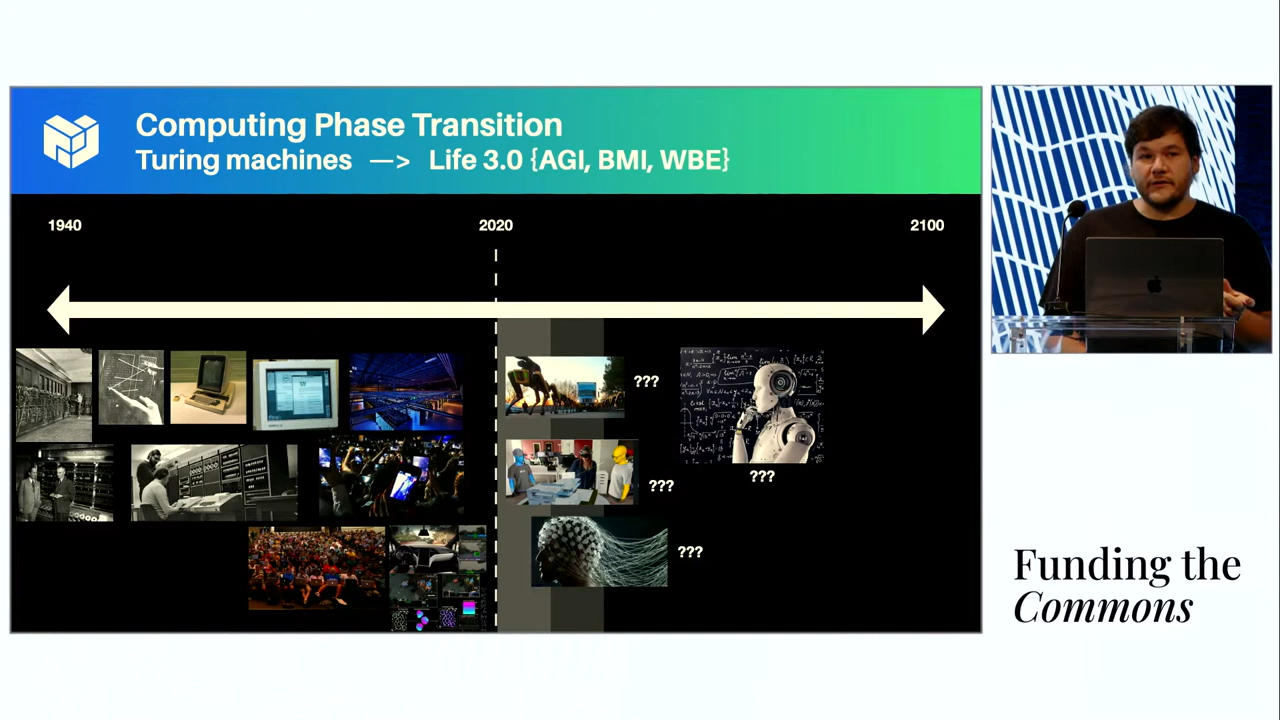 Computing Phase Transition
Turing machines —> Life 3.0 {AGI, BMI, WBE}
1940
2020
2100
???
???
???
???
Funding the
Commons